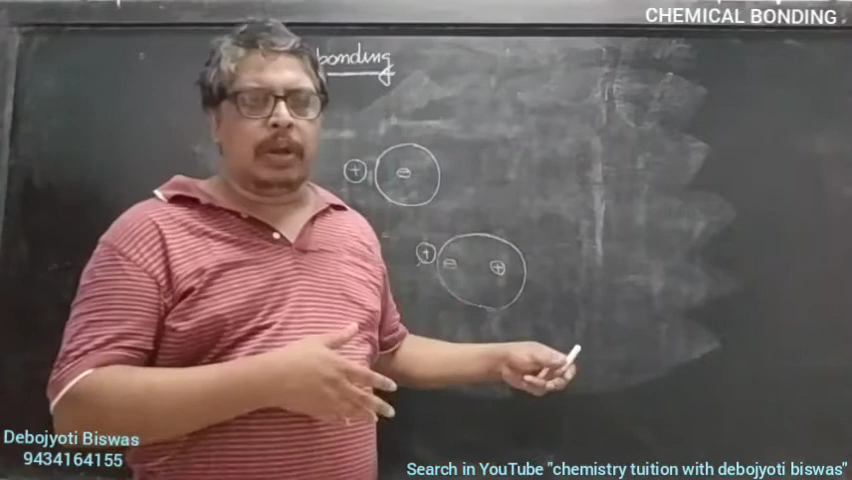 CHEMICAL BONDING
bonding
+ -
+ - +
Debojyoti Biswas
9434164155
Search in YouTube "chemistry tuition with debojyoti biswas"